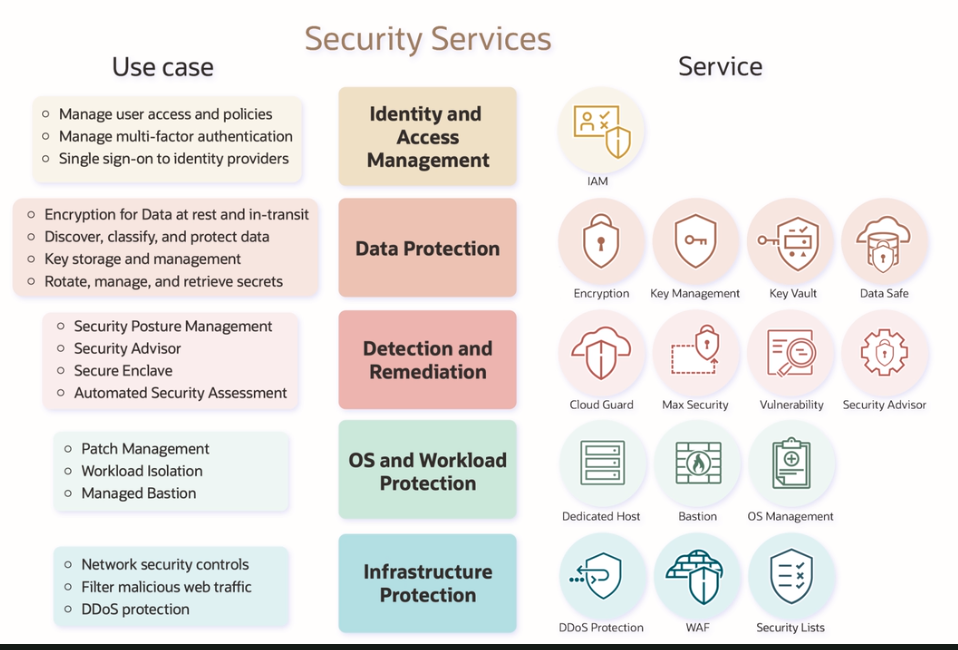 Security Services
Use case
Service
Manage user access and policies
Manage multi-factor authentication
Single sign-on to identity providers
Identity and
Access
Management
IAM
Encryption for Data at rest and in-transit
Discover, classify, and protect data
Key storage and management
Rotate, manage, and retrieve secrets
Data Protection
Encryption
Key Management
Key Vault
Data Safe
Security Posture Management
Security Advisor
Secure Enclave
Automated Security Assessment
Detection and
Remediation
Cloud Guard
Max Security
Vulnerability
Security Advisor
Patch Management
Workload Isolation
Managed Bastion
OS and Workload
Protection
Dedicated Host
Bastion
OS Management
Network security controls
Filter malicious web traffic
DDoS protection
Infrastructure
Protection
DDoS Protection
WAF
Security Lists